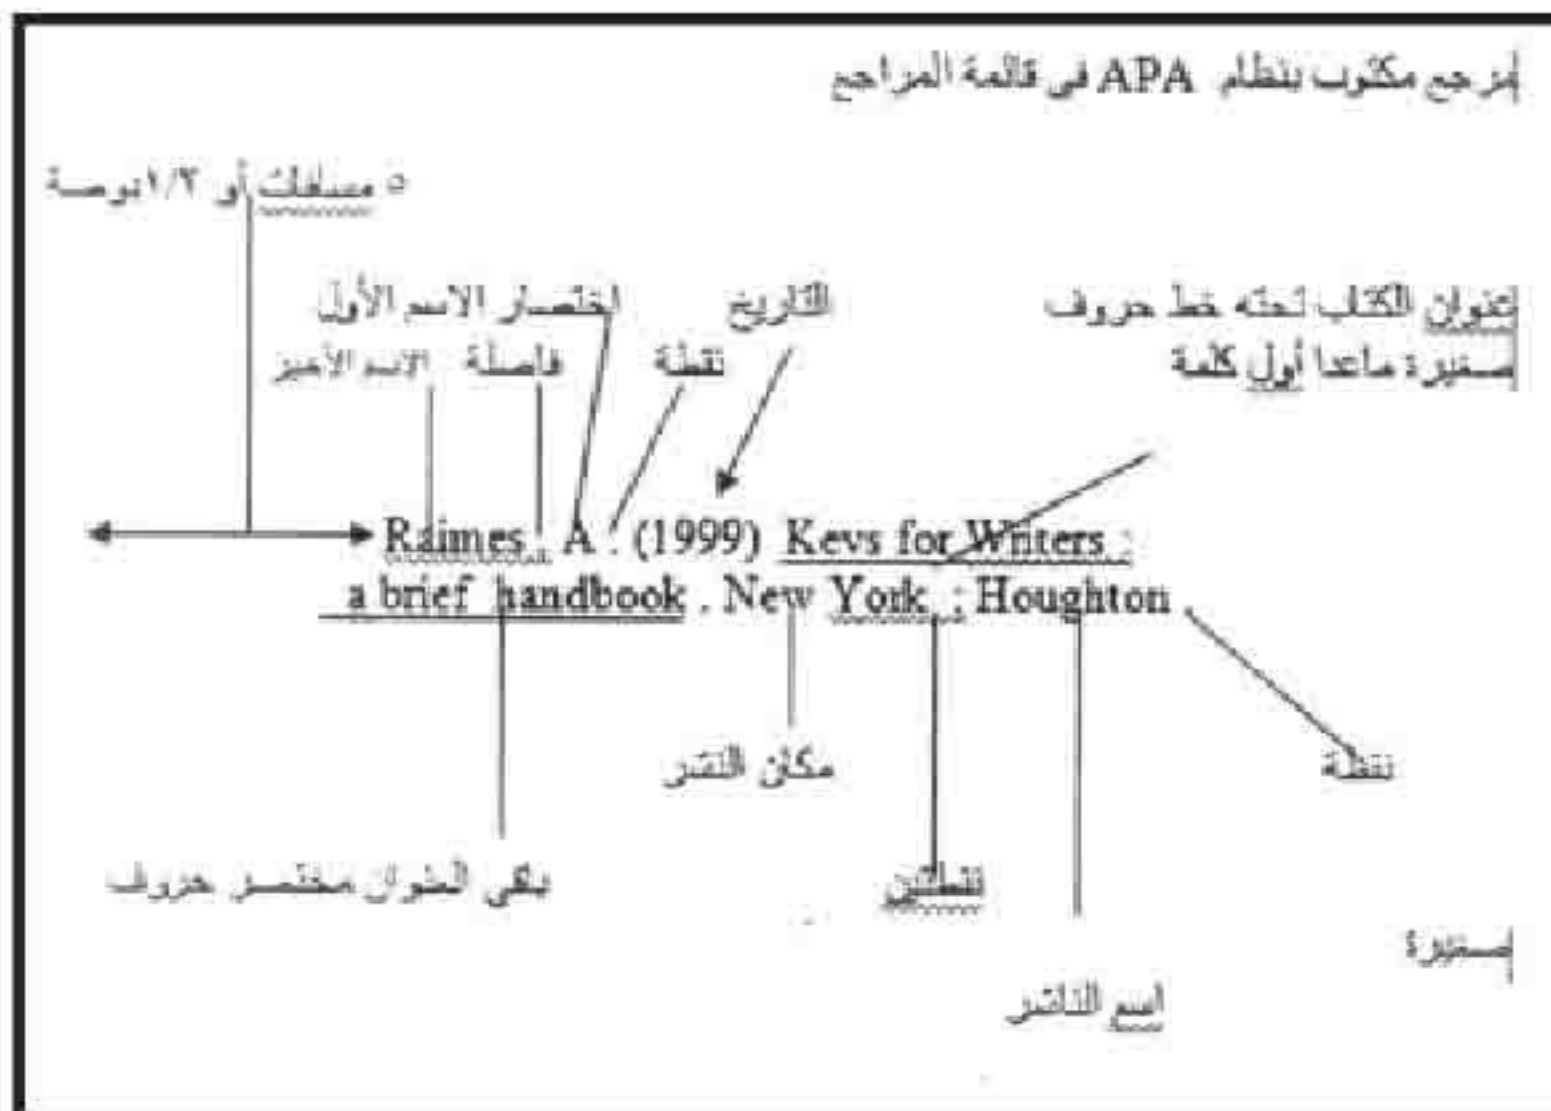 مرجع مكتوب بنظام APA في قائمة المراجع
٥ مسافات أو ١/٢ بوصة
عنوان الكتاب تحته خط حروف
صغيرة ماعدا أول كلمة
التاريخ
اختصار الاسم الأول
نقطة
فاصلة
الاسم الأخير
Raimes , A . (1999) Keys for Writers :
a brief handbook . New York : Houghton .
مكان النشر
نقطة
باقي العنوان مختصر حروف
نقطتين
صغيرة
اسم الناشر